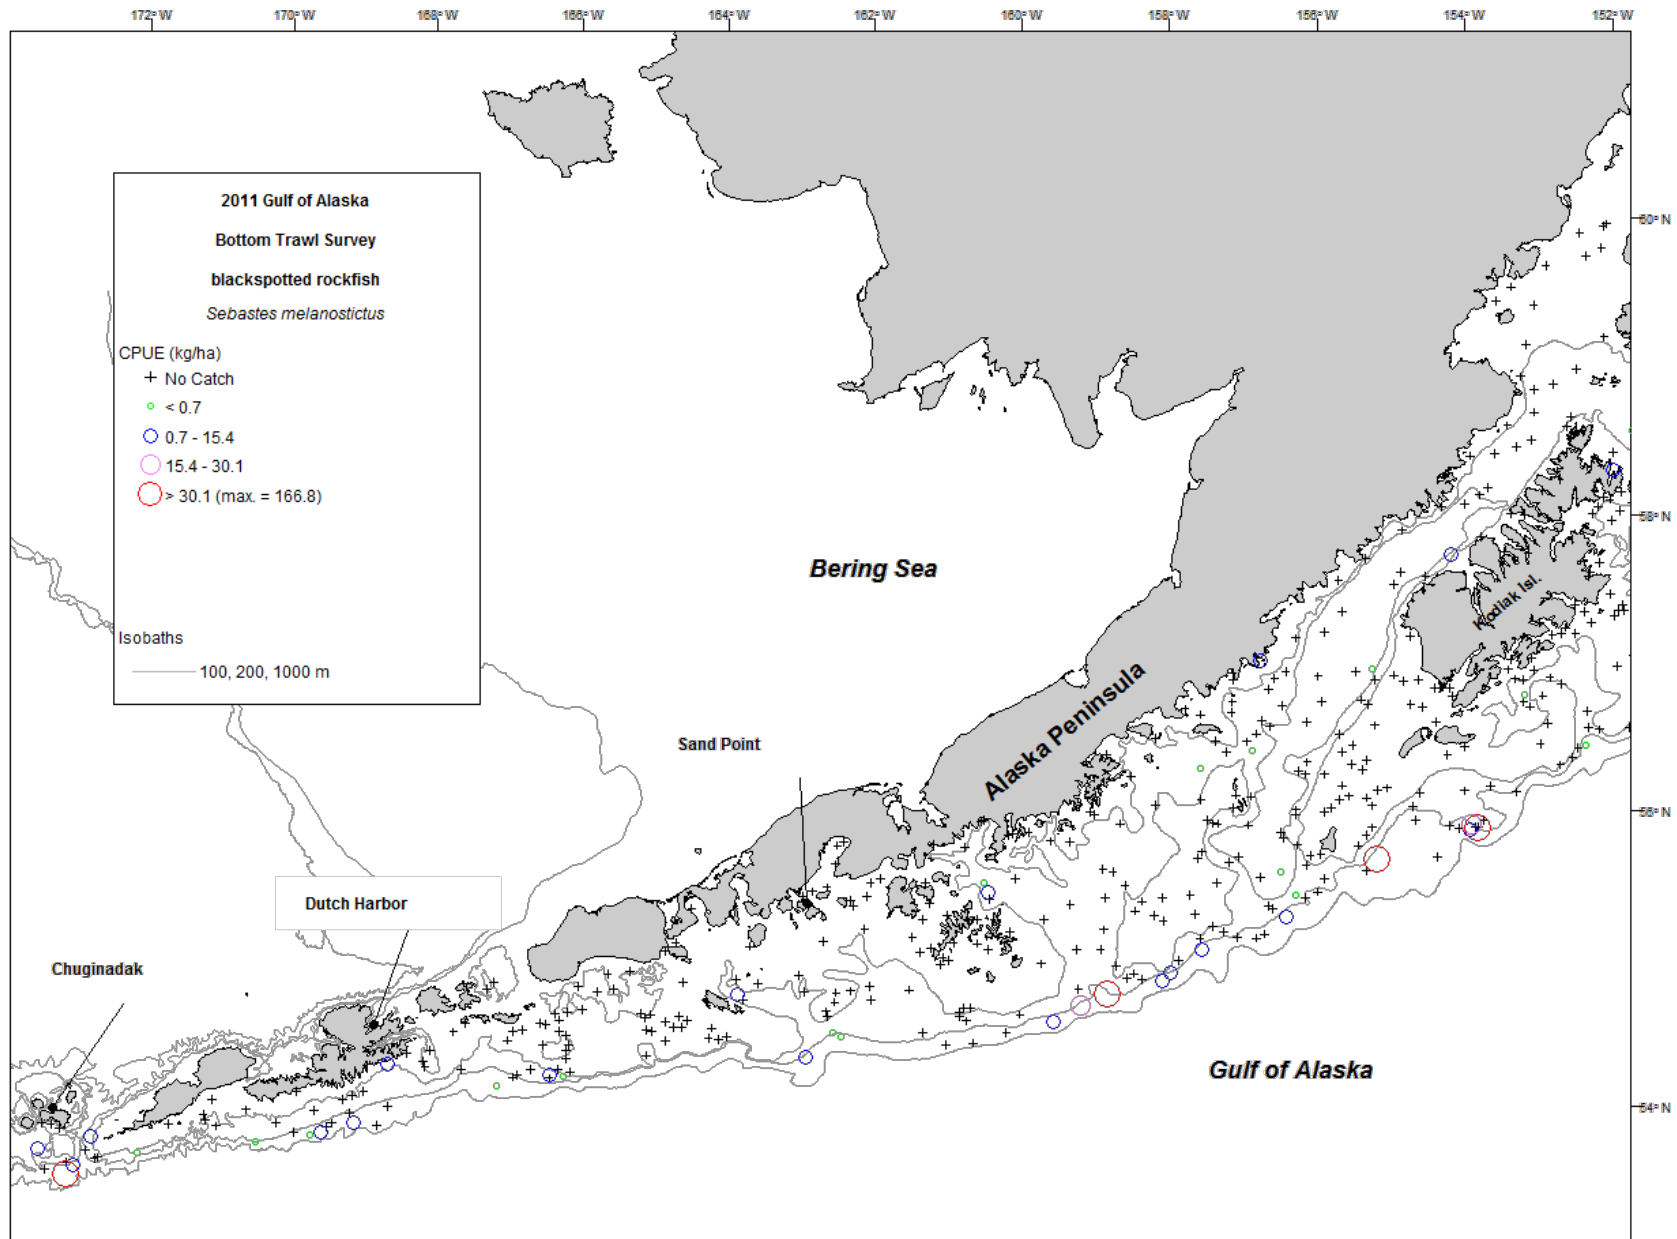 172° W 170° W 168° W 166° W 164° W 162° W 160° W 158° W 156° W 154° W 152° W
2011 Gulf of Alaska
Bottom Trawl Survey
blackspotted rockfish
Sebastes melanostictus
CPUE (kg/ha)
No Catch
< 0.7
0.7 - 15.4
15.4 - 30.1
> 30.1 (max. = 166.8)
Isobaths
100, 200, 1000 m
60° N
58° N
56° N
54° N
Bering Sea
Kodiak Isl.
Alaska Peninsula
Sand Point
Dutch Harbor
Chuginadak
Gulf of Alaska